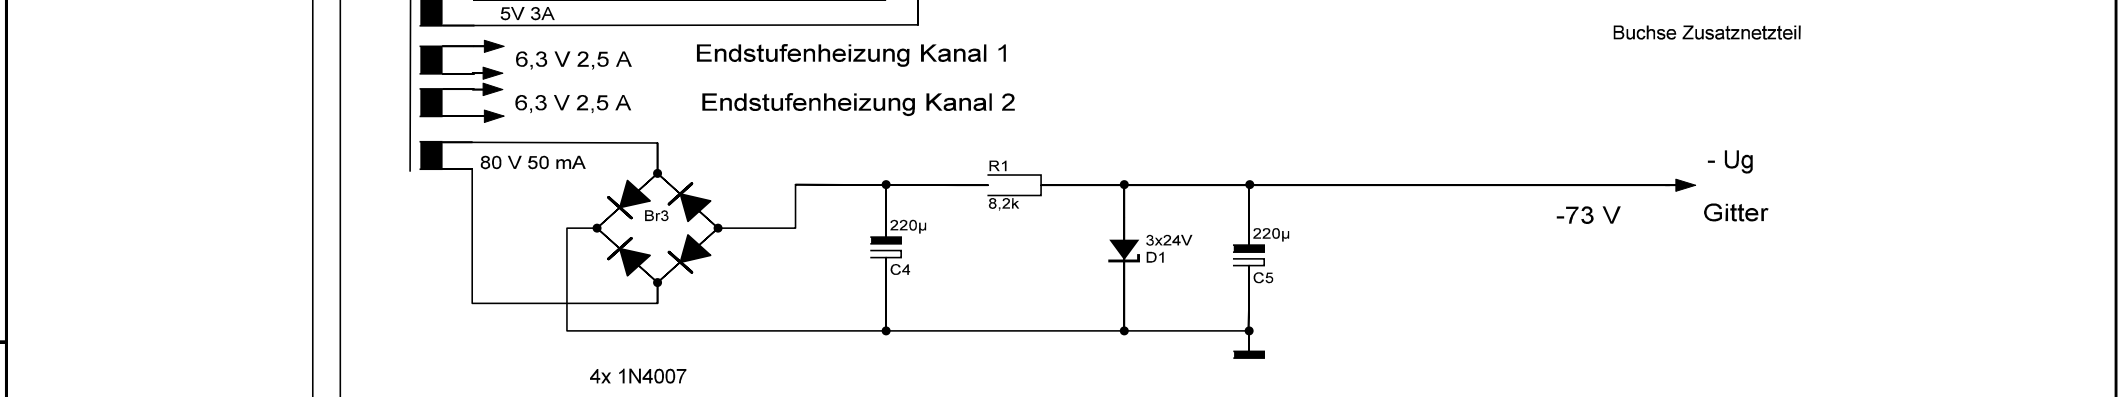 5V 3A
Buchse Zusatznetzteil
6,3 V 2,5 A
Endstufenheizung Kanal 1
6,3 V 2,5 A
Endstufenheizung Kanal 2
80 V 50 mA
Br3
R1
8,2k
- Ug
-73 V
Gitter
220µ
C4
3x24V
D1
220µ
C5
4x 1N4007